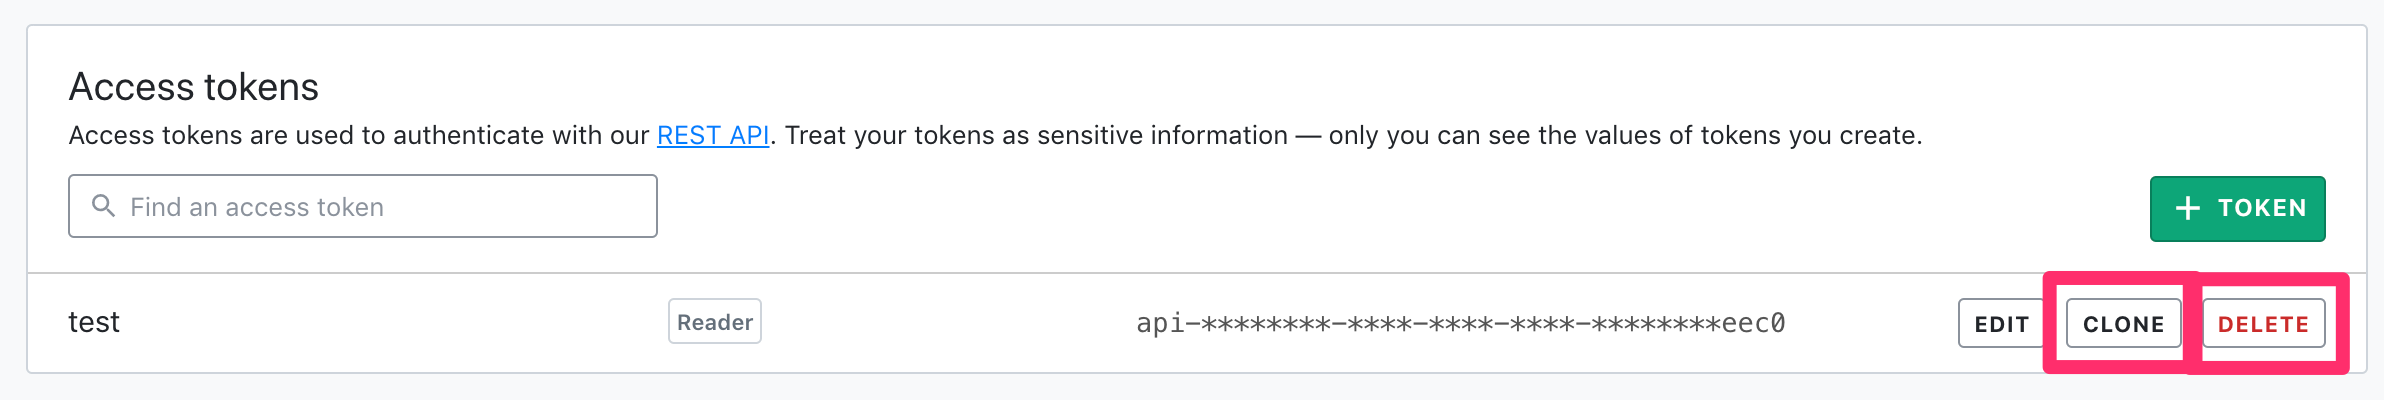 Access tokens
Access tokens are used to authenticate with our REST API. Treat your tokens as sensitive information — only you can see the values of tokens you create.
Find an access token
+ TOKEN
test Reader api-********-****-****-****-********eec0 EDIT CLONE DELETE